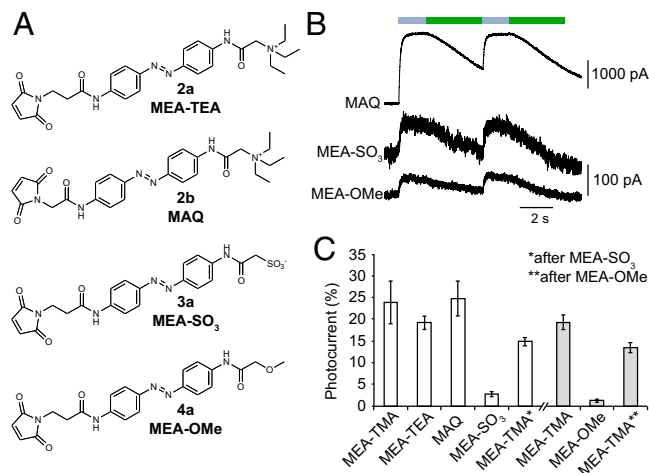 A
O
N
O
O
N
H
N
N
H
N
O
N+
2a
MEA-TEA
O
N
O
O
N
H
N
N
H
N
O
N+
2b
MAQ
O
N
O
O
N
H
N
N
H
N
O
SO3-
3a
MEA-SO3
O
N
O
O
N
H
N
N
H
N
O
O
4a
MEA-OMe
B
1000 pA
MAQ
MEA-SO3
100 pA
MEA-OMe
2 s
C
*after MEA-SO3
**after MEA-OMe
Photocurrent (%)
35
30
25
20
15
10
5
0
MEA-TMA
MEA-TEA
MAQ
MEA-SO3
MEA-TMA*
MEA-TMA
MEA-OMe
MEA-TMA**